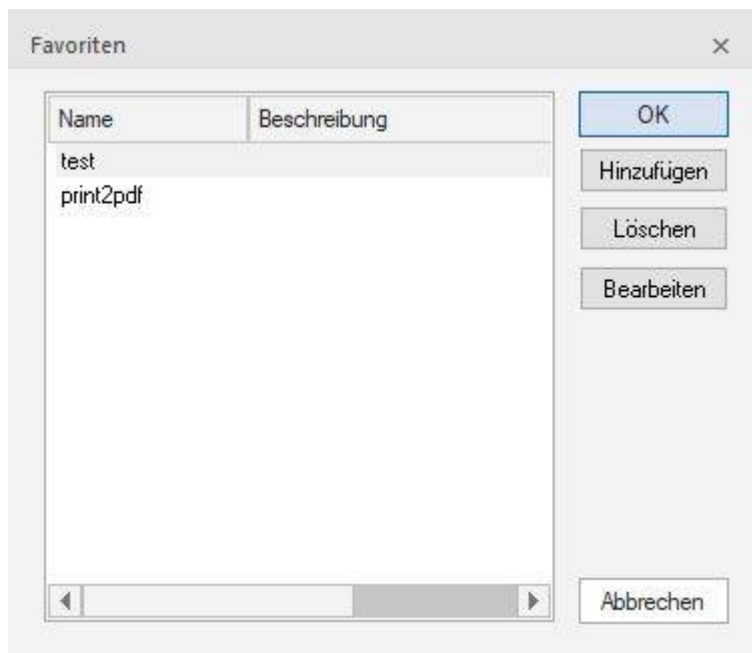 Favoriten
Name Beschreibung
test
print2pdf
OK
Hinzufügen
Löschen
Bearbeiten
Abbrechen